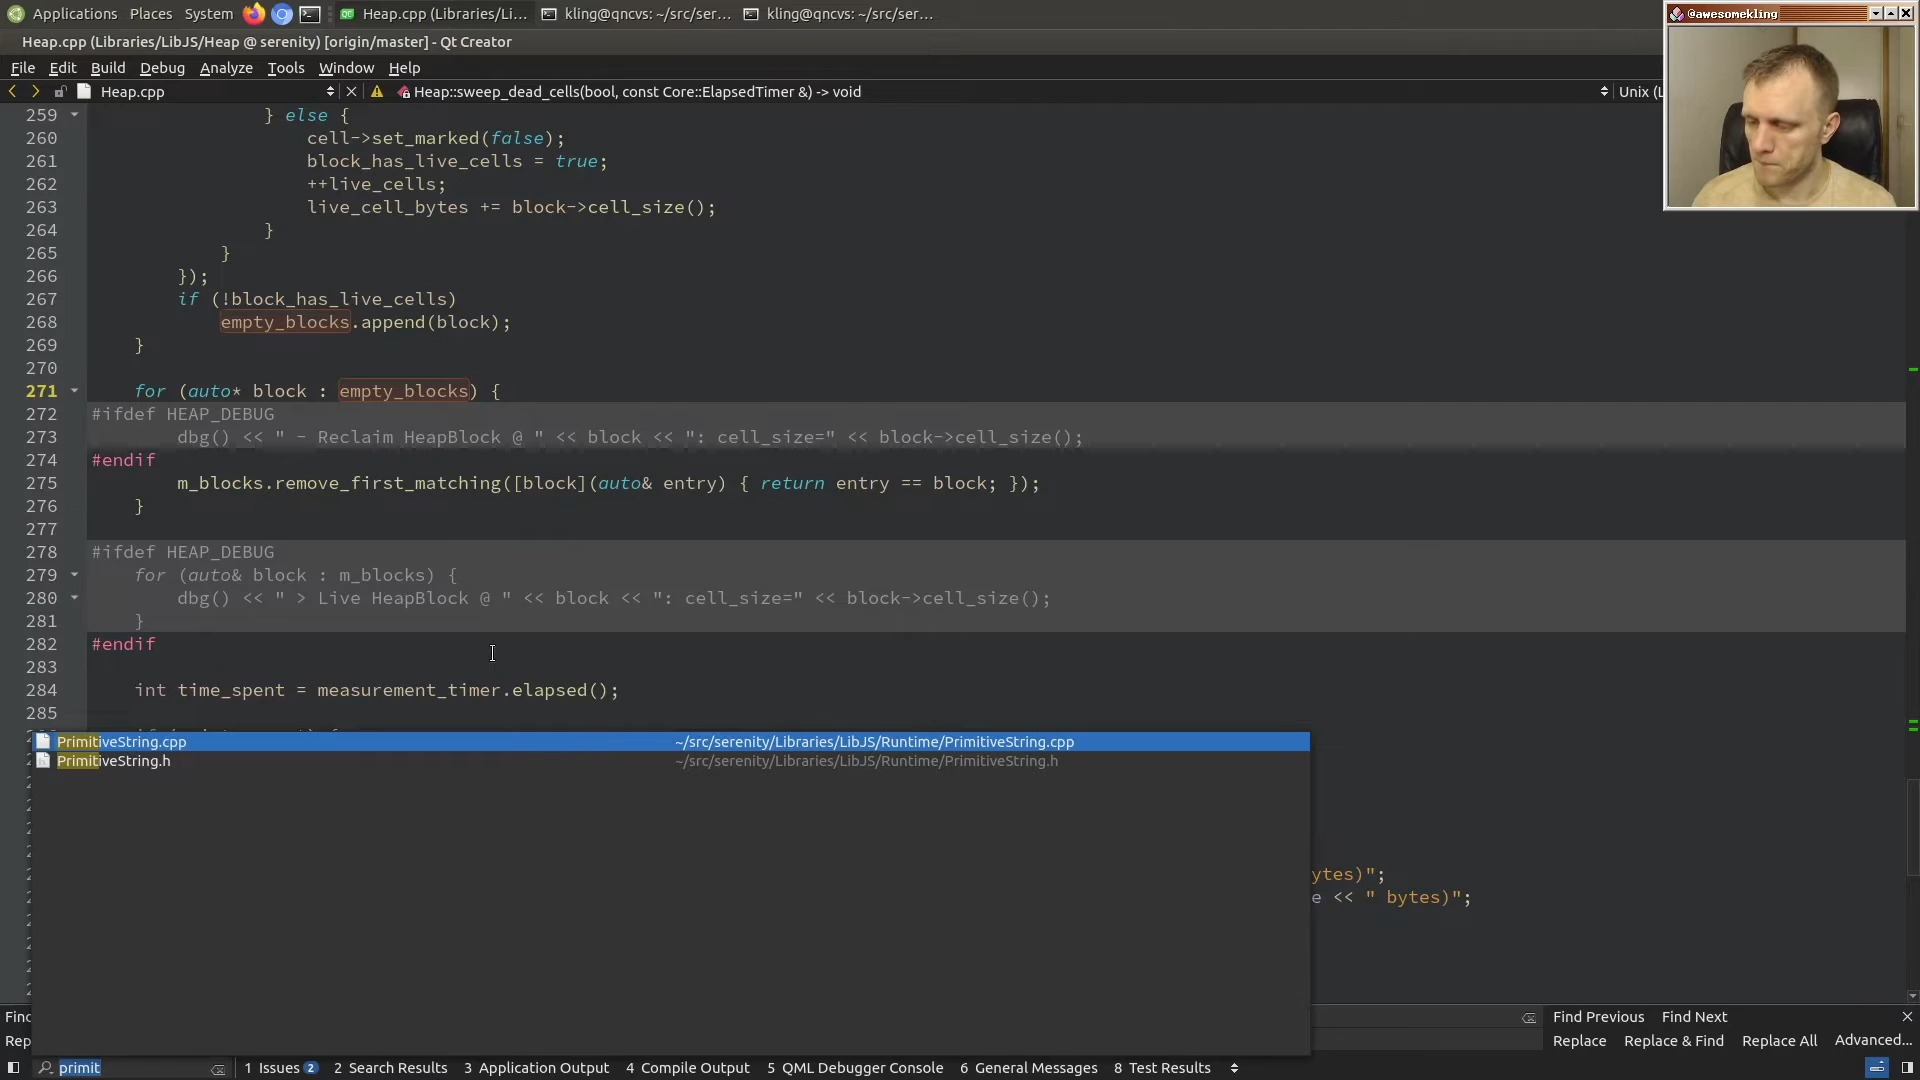 Applications Places System Heap.cpp (Libraries/Li... kling@qncvs: ~/src/ser... kling@qncvs: ~/src/ser...
@awesomekling
Heap.cpp (Libraries/LibJS/Heap @ serenity) [origin/master] - Qt Creator
File Edit Build Debug Analyze Tools Window Help
Heap.cpp Heap::sweep_dead_cells(bool, const Core::ElapsedTimer &) -> void Unix (L
259 } else {
260 cell->set_marked(false);
261 block_has_live_cells = true;
262 ++live_cells;
263 live_cell_bytes += block->cell_size();
264 }
265 }
266 });
267 if (!block_has_live_cells)
268 empty_blocks.append(block);
269 }
270
271 for (auto* block : empty_blocks) {
272 #ifdef HEAP_DEBUG
273 dbg() << " - Reclaim HeapBlock @ " << block << ": cell_size=" << block->cell_size();
274 #endif
275 m_blocks.remove_first_matching([block](auto& entry) { return entry == block; });
276 }
277
278 #ifdef HEAP_DEBUG
279 for (auto& block : m_blocks) {
280 dbg() << " > Live HeapBlock @ " << block << ": cell_size=" << block->cell_size();
281 }
282 #endif
283
284 int time_spent = measurement_timer.elapsed();
285
PrimitiveString.cpp ~/src/serenity/Libraries/LibJS/Runtime/PrimitiveString.cpp
PrimitiveString.h ~/src/serenity/Libraries/LibJS/Runtime/PrimitiveString.h
ytes)";
e << " bytes)";
Find Find Previous Find Next
Rep Replace Replace & Find Replace All Advanced...
primit 1 Issues 2 2 Search Results 3 Application Output 4 Compile Output 5 QML Debugger Console 6 General Messages 8 Test Results